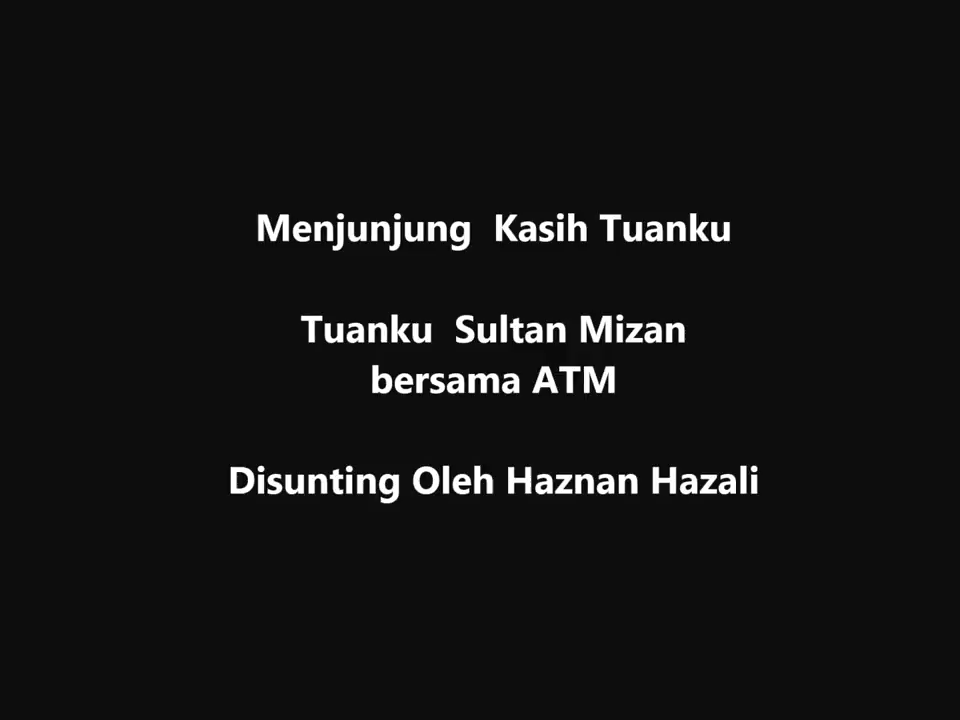 Menjunjung  Kasih Tuanku
Tuanku  Sultan Mizan
bersama ATM
Disunting Oleh Haznan Hazali